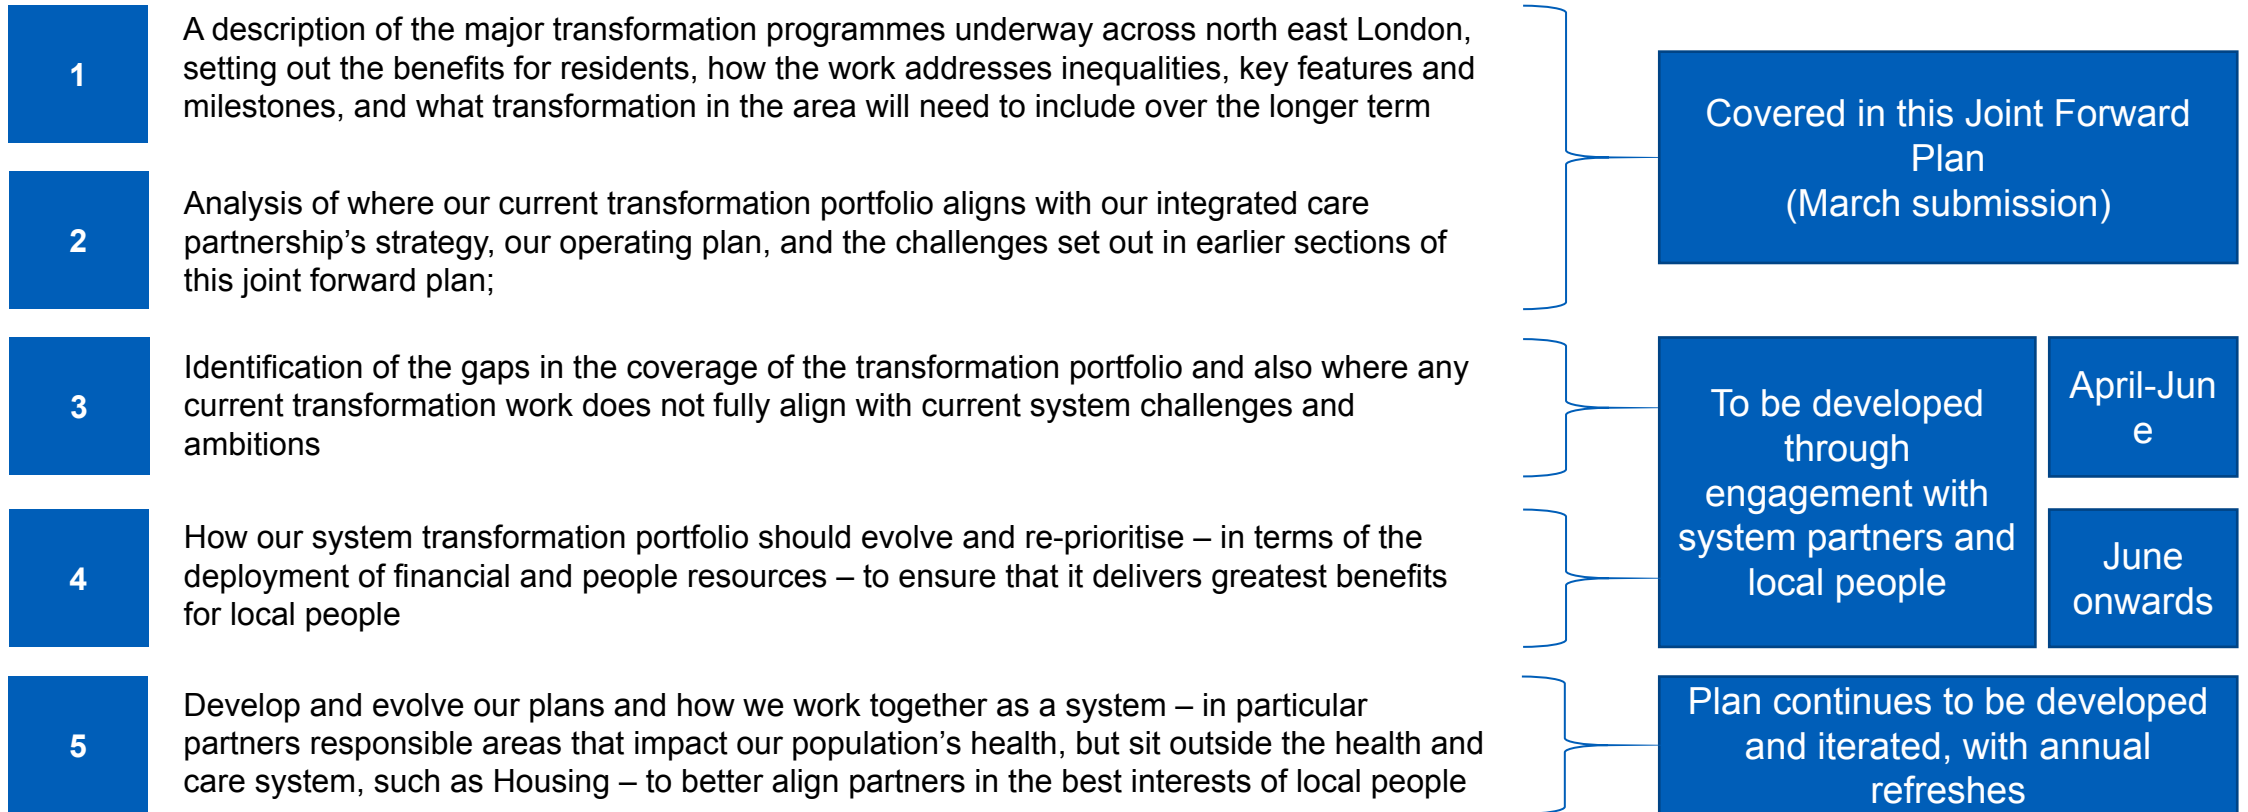 1
A description of the major transformation programmes underway across north east London,
setting out the benefits for residents, how the work addresses inequalities, key features and
milestones, and what transformation in the area will need to include over the longer term
2
Analysis of where our current transformation portfolio aligns with our integrated care
partnership’s strategy, our operating plan, and the challenges set out in earlier sections of
this joint forward plan;
Covered in this Joint Forward
Plan
(March submission)
3
Identification of the gaps in the coverage of the transformation portfolio and also where any
current transformation work does not fully align with current system challenges and
ambitions
4
How our system transformation portfolio should evolve and re-prioritise – in terms of the
deployment of financial and people resources – to ensure that it delivers greatest benefits
for local people
To be developed
through
engagement with
system partners and
local people
April-Jun
e
June
onwards
5
Develop and evolve our plans and how we work together as a system – in particular
partners responsible areas that impact our population’s health, but sit outside the health and
care system, such as Housing – to better align partners in the best interests of local people
Plan continues to be developed
and iterated, with annual
refreshes